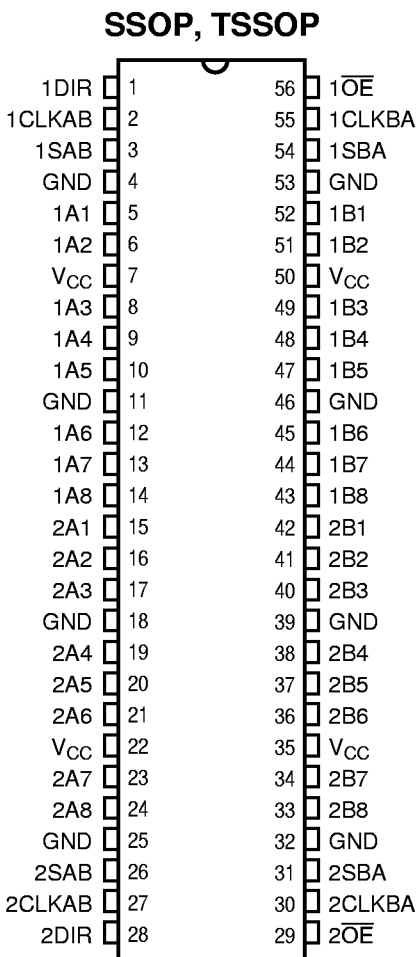 SSOP, TSSOP
1DIR 1 56 1O̅E̅
1CLKAB 2 55 1CLKBA
1SAB 3 54 1SBA
GND 4 53 GND
1A1 5 52 1B1
1A2 6 51 1B2
VCC 7 50 VCC
1A3 8 49 1B3
1A4 9 48 1B4
1A5 10 47 1B5
GND 11 46 GND
1A6 12 45 1B6
1A7 13 44 1B7
1A8 14 43 1B8
2A1 15 42 2B1
2A2 16 41 2B2
2A3 17 40 2B3
GND 18 39 GND
2A4 19 38 2B4
2A5 20 37 2B5
2A6 21 36 2B6
VCC 22 35 VCC
2A7 23 34 2B7
2A8 24 33 2B8
GND 25 32 GND
2SAB 26 31 2SBA
2CLKAB 27 30 2CLKBA
2DIR 28 29 2O̅E̅